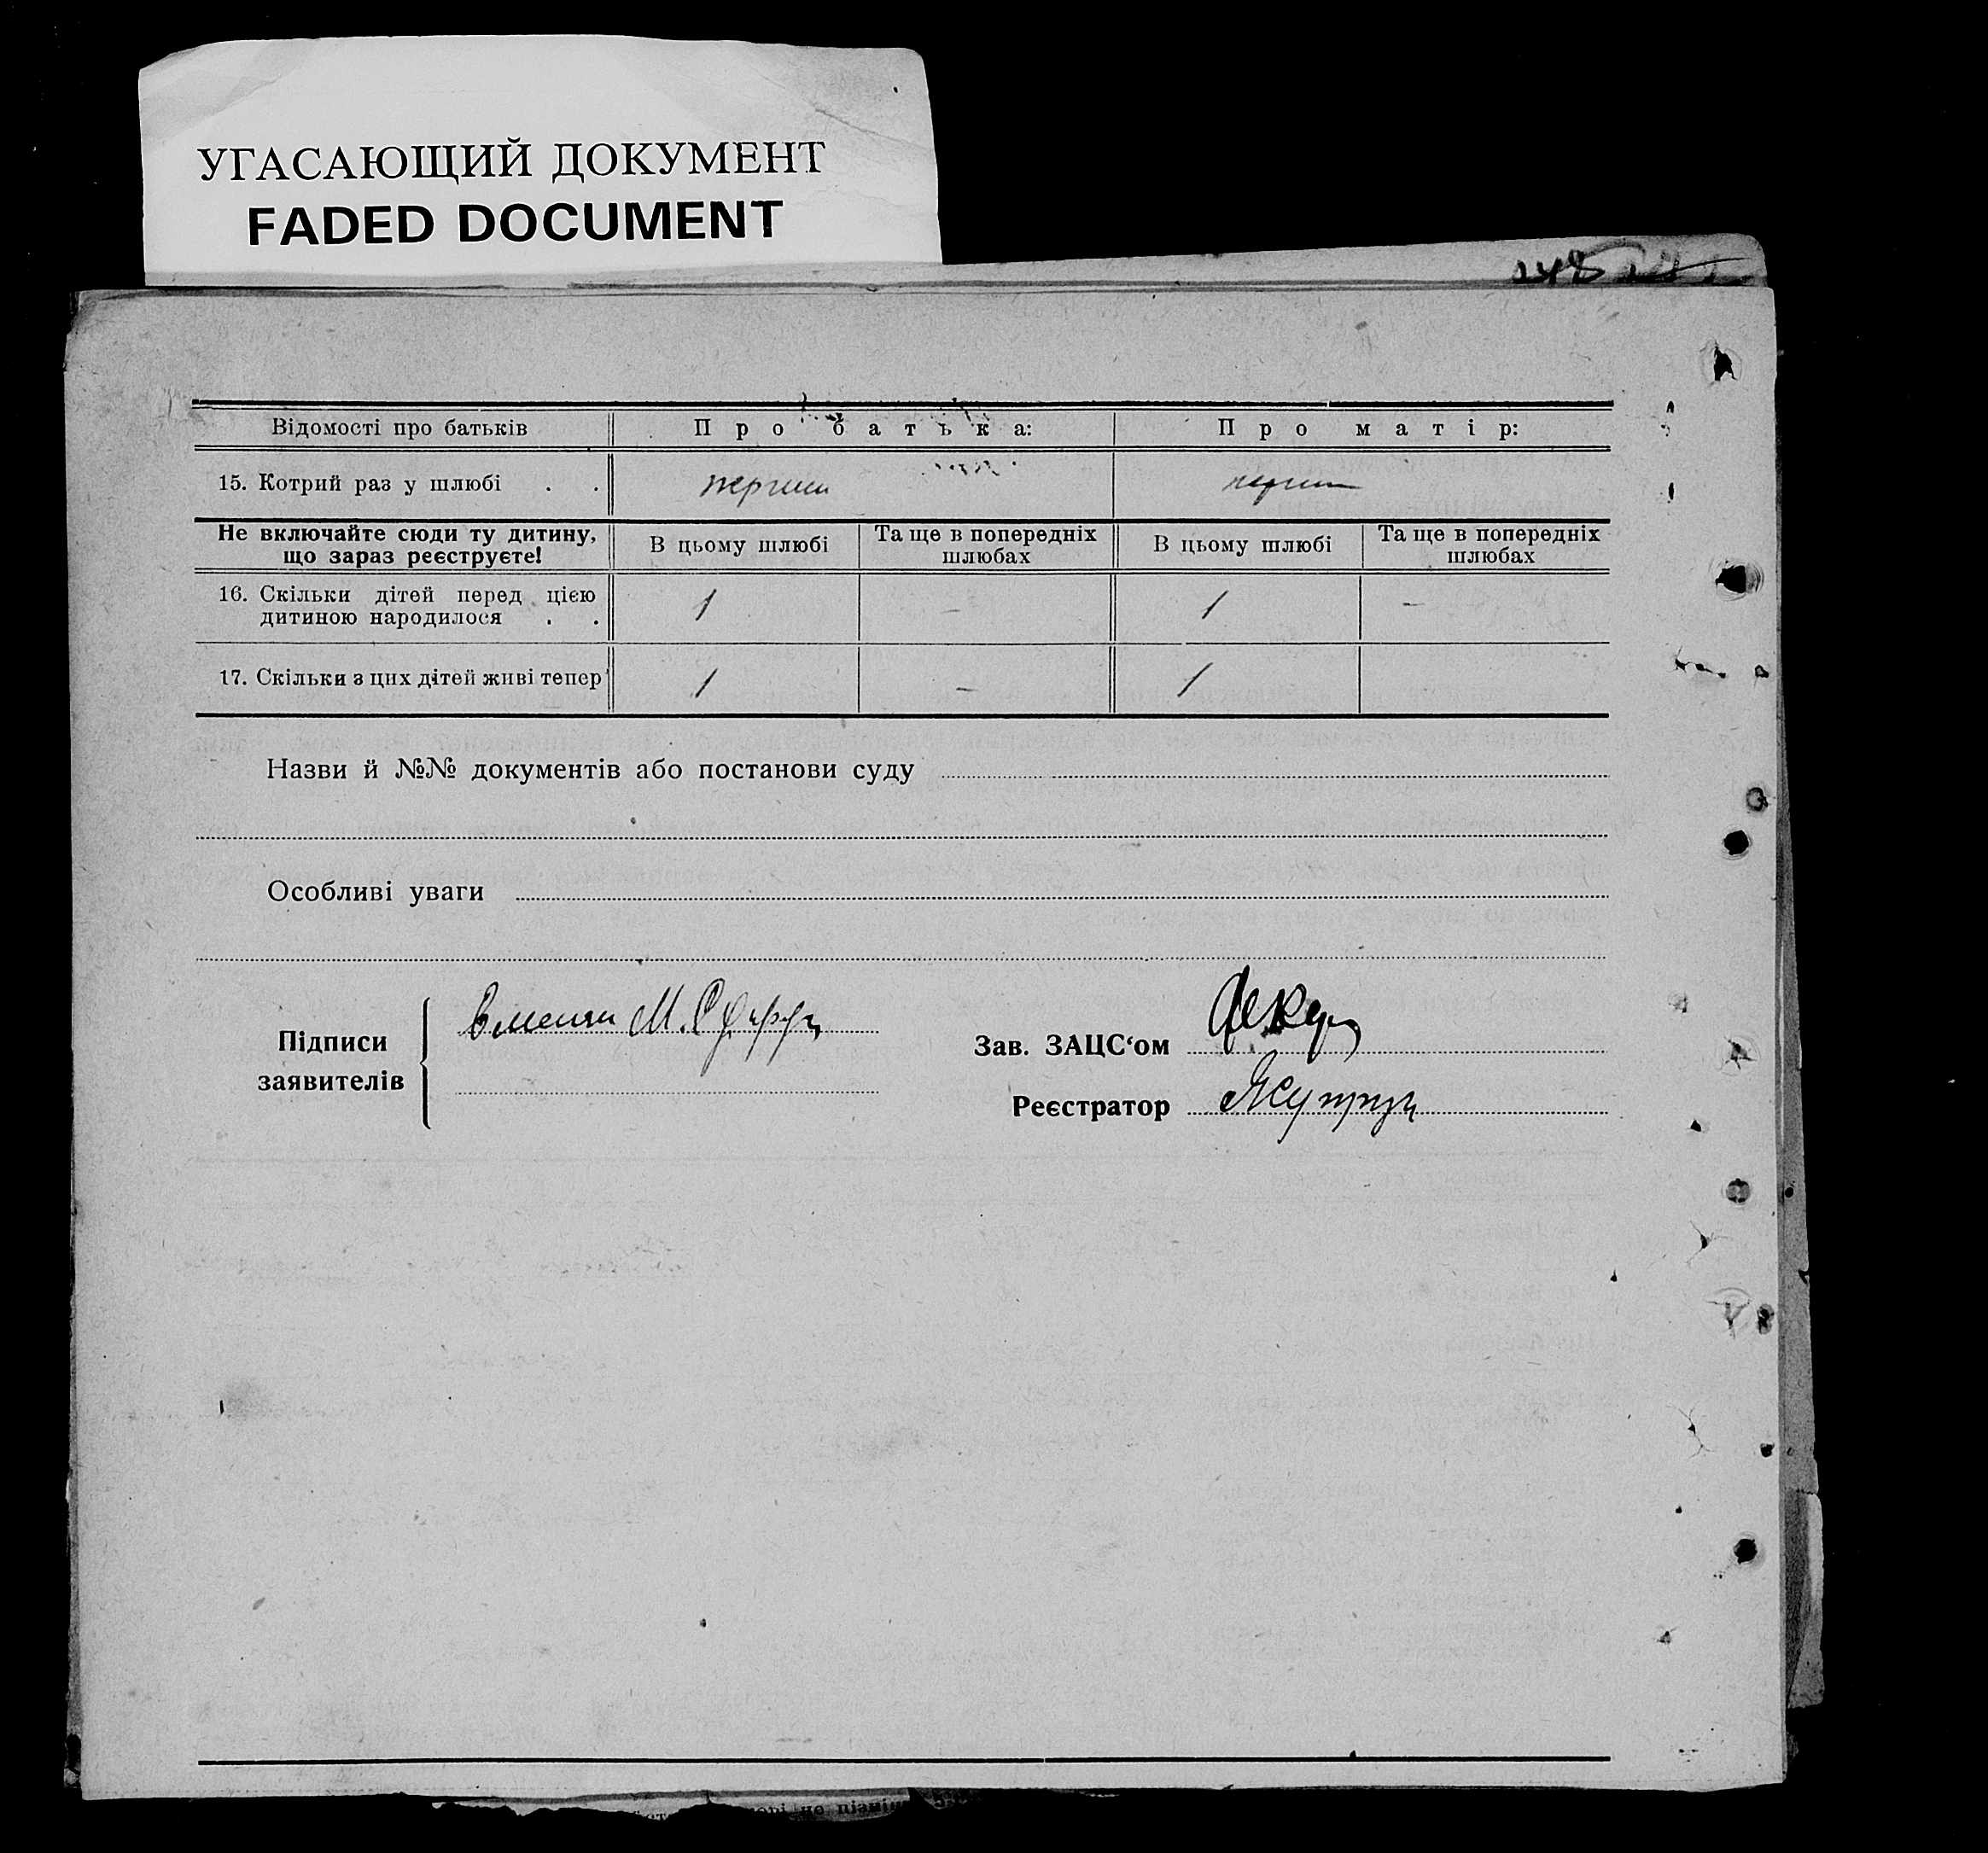 УГАСАЮЩИЙ ДОКУМЕНТ
FADED DOCUMENT
Відомості про батьків Про батька: Про матір:
15. Котрий раз у шлюбі . .
Не включайте сюди ту дитину, що зараз реєструєте! В цьому шлюбі Та ще в попередніх шлюбах В цьому шлюбі Та ще в попередніх шлюбах
16. Скільки дітей перед цією дитиною народилося . . 1 – 1 –
17. Скільки з цих дітей живі тепер 1 – 1
Назви й №№ документів або постанови суду
Особливі уваги
Підписи заявителів
Зав. ЗАЦС‘ом
Реєстратор